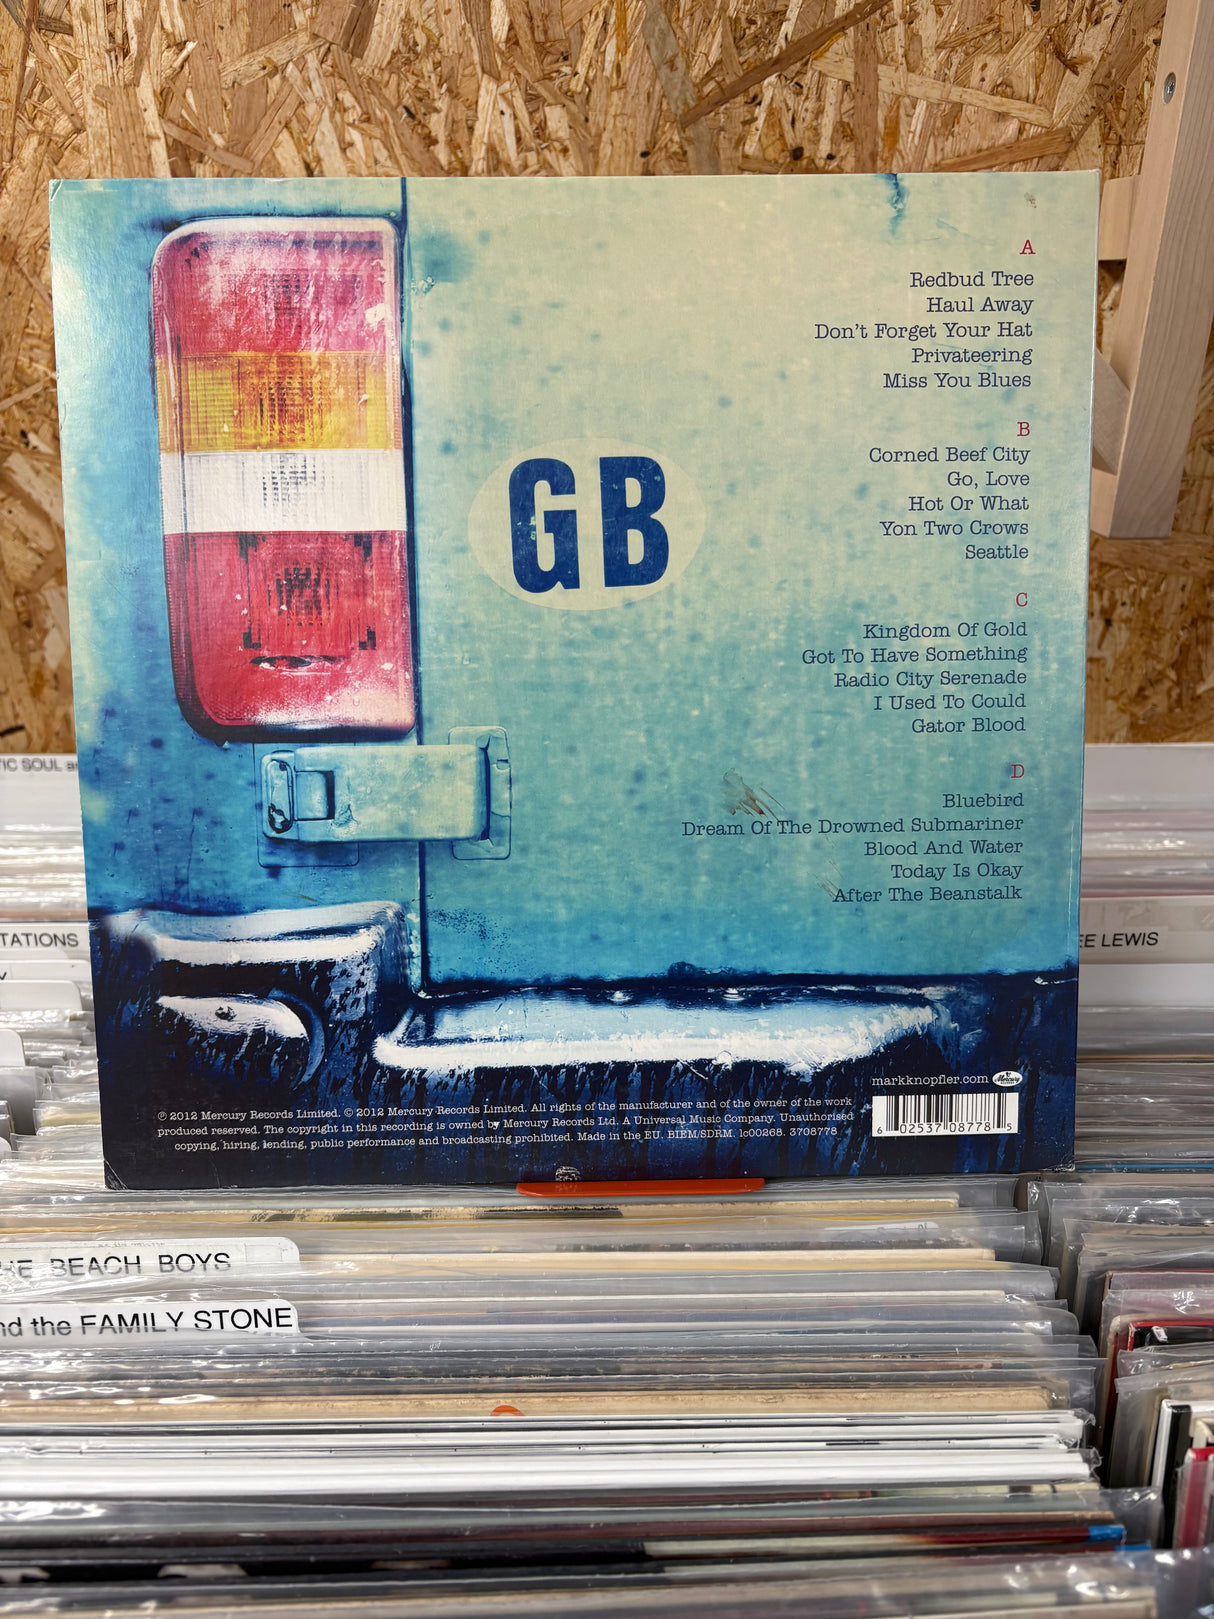 A
Redbud Tree
Haul Away
Don't Forget Your Hat
Privateering
Miss You Blues
B
Corned Beef City
Go, Love
Hot Or What
Yon Two Crows
Seattle
GB
C
Kingdom Of Gold
Got To Have Something
Radio City Serenade
I Used To Could
Gator Blood
D
Bluebird
Dream Of The Drowned Submariner
Blood And Water
Today Is Okay
After The Beanstalk
TIC SOUL
TATIONS
EE LEWIS
markknopfler.com Mercury
℗ 2012 Mercury Records Limited. © 2012 Mercury Records Limited. All rights of the manufacturer and of the owner of the work
produced reserved. The copyright in this recording is owned by Mercury Records Ltd. A Universal Music Company. Unauthorised
copying, hiring, lending, public performance and broadcasting prohibited. Made in the EU. BIEM/SDRM. lc00268. 3708778
6 02537 08778 5
HE BEACH BOYS
nd the FAMILY STONE